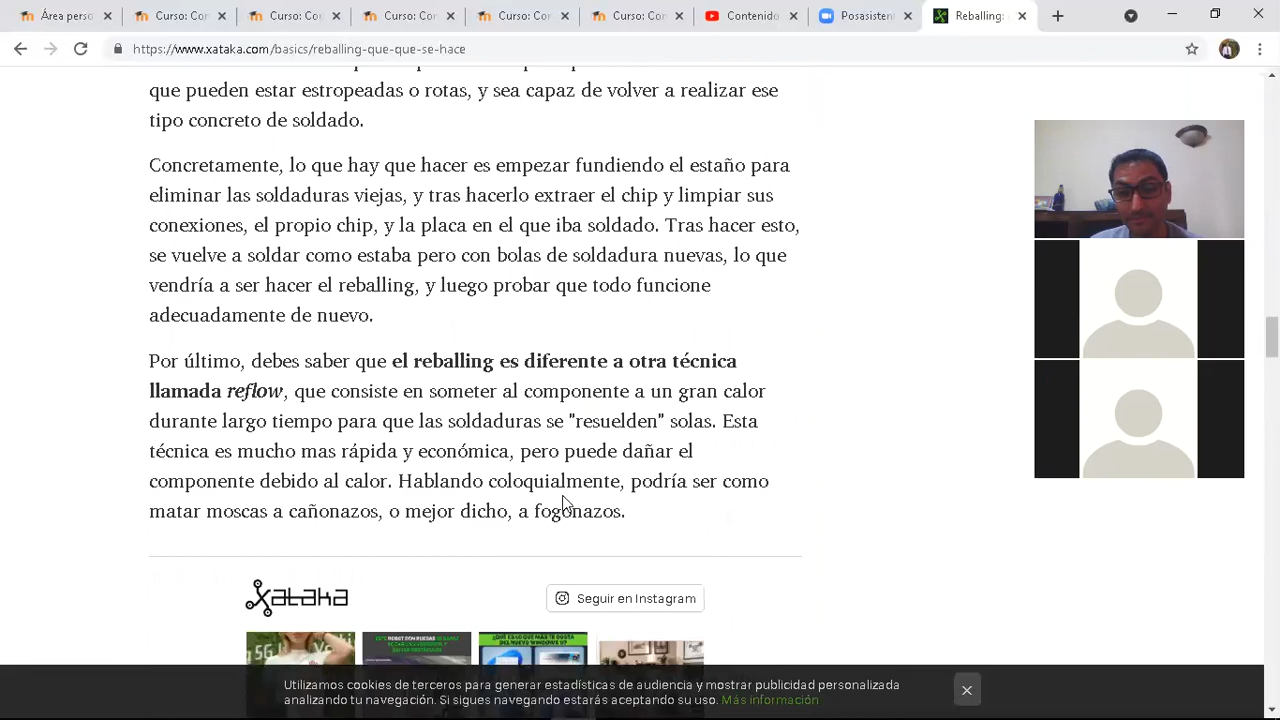 Área perso
Curso: Con
Curso: Con
Curso: Con
Curso: Con
Curso: Con
Contenido
Posasistent
Reballing:
https://www.xataka.com/basics/reballing-que-que-se-hace
que pueden estar estropeadas o rotas, y sea capaz de volver a realizar ese
tipo concreto de soldado.
Concretamente, lo que hay que hacer es empezar fundiendo el estaño para
eliminar las soldaduras viejas, y tras hacerlo extraer el chip y limpiar sus
conexiones, el propio chip, y la placa en el que iba soldado. Tras hacer esto,
se vuelve a soldar como estaba pero con bolas de soldadura nuevas, lo que
vendría a ser hacer el reballing, y luego probar que todo funcione
adecuadamente de nuevo.
Por último, debes saber que el reballing es diferente a otra técnica
llamada reflow, que consiste en someter al componente a un gran calor
durante largo tiempo para que las soldaduras se "resuelden" solas. Esta
técnica es mucho mas rápida y económica, pero puede dañar el
componente debido al calor. Hablando coloquialmente, podría ser como
matar moscas a cañonazos, o mejor dicho, a fogonazos.
xataka
Seguir en Instagram
5G
Utilizamos cookies de terceros para generar estadísticas de audiencia y mostrar publicidad personalizada
analizando tu navegación. Si sigues navegando estarás aceptando su uso. Más información